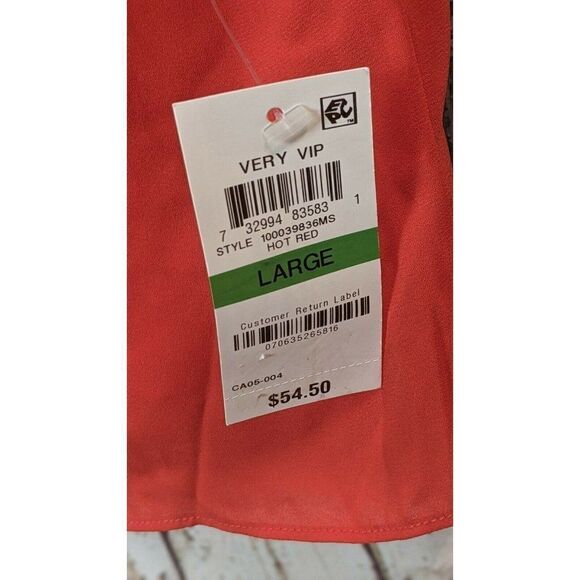 VERY VIP
7 32994 83583 1
STYLE 100039836MS
HOT RED
LARGE
Customer Return Label
070635265816
CA05-004
$54.50